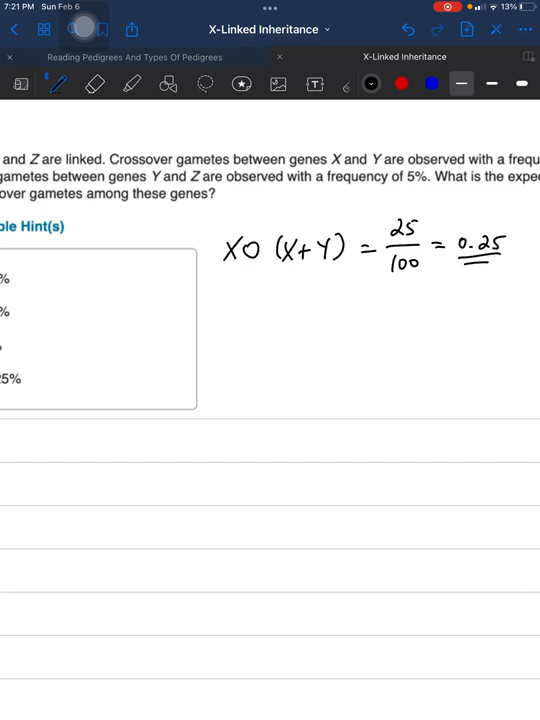 7:21 PM Sun Feb 6
13%
X-Linked Inheritance
Reading Pedigrees And Types Of Pedigrees
X-Linked Inheritance
and Z are linked. Crossover gametes between genes X and Y are observed with a frequ
gametes between genes Y and Z are observed with a frequency of 5%. What is the expe
over gametes among these genes?
ple Hint(s)
%
%
25%
XO (X+Y) = 25/100 = 0.25